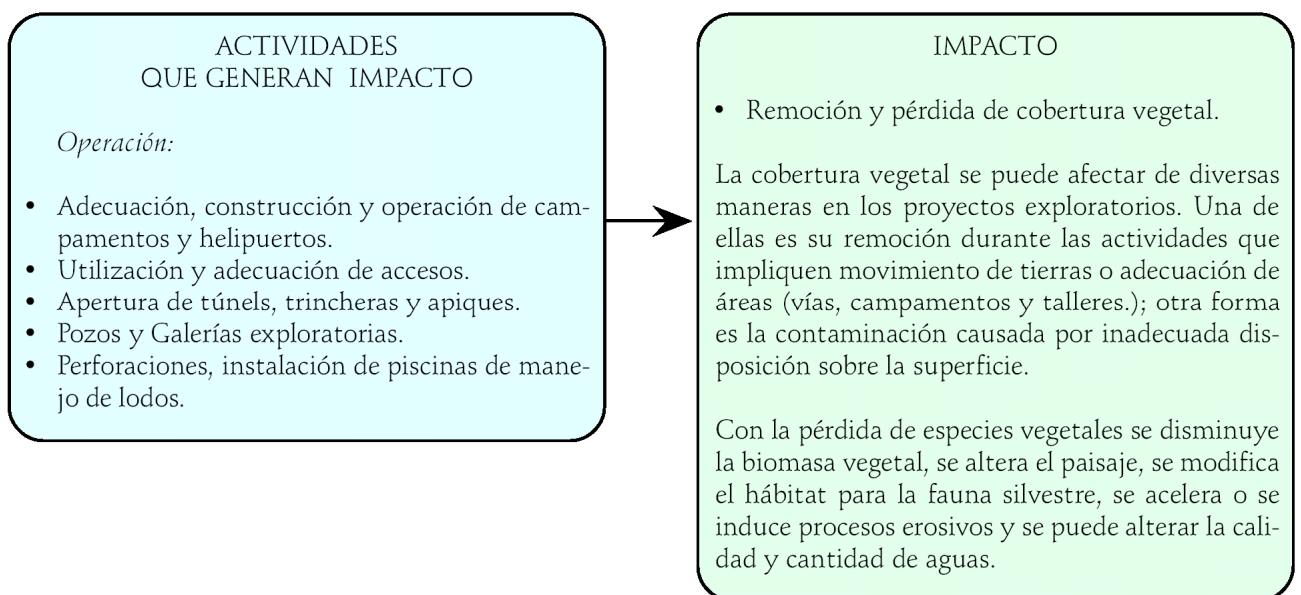 ACTIVIDADES
QUE GENERAN IMPACTO
Operación:
• Adecuación, construcción y operación de cam-
pamentos y helipuertos.
• Utilización y adecuación de accesos.
• Apertura de túnels, trincheras y apiques.
• Pozos y Galerías exploratorias.
• Perforaciones, instalación de piscinas de mane-
jo de lodos.
IMPACTO
• Remoción y pérdida de cobertura vegetal.
La cobertura vegetal se puede afectar de diversas
maneras en los proyectos exploratorios. Una de
ellas es su remoción durante las actividades que
impliquen movimiento de tierras o adecuación de
áreas (vías, campamentos y talleres.); otra forma
es la contaminación causada por inadecuada dis-
posición sobre la superficie.
Con la pérdida de especies vegetales se disminuye
la biomasa vegetal, se altera el paisaje, se modifica
el hábitat para la fauna silvestre, se acelera o se
induce procesos erosivos y se puede alterar la cali-
dad y cantidad de aguas.